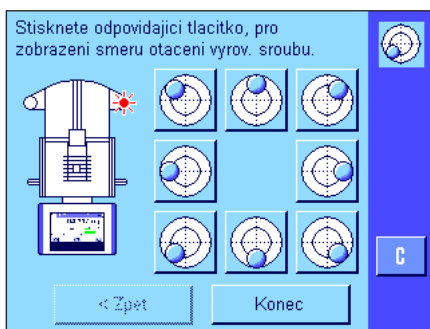 Stisknete odpovidajici tlacitko, pro
zobrazeni smeru otaceni vyrov. sroubu.
C
< Zpet
Konec